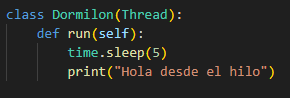 class Dormilon(Thread):
    def run(self):
        time.sleep(5)
        print("Hola desde el hilo")